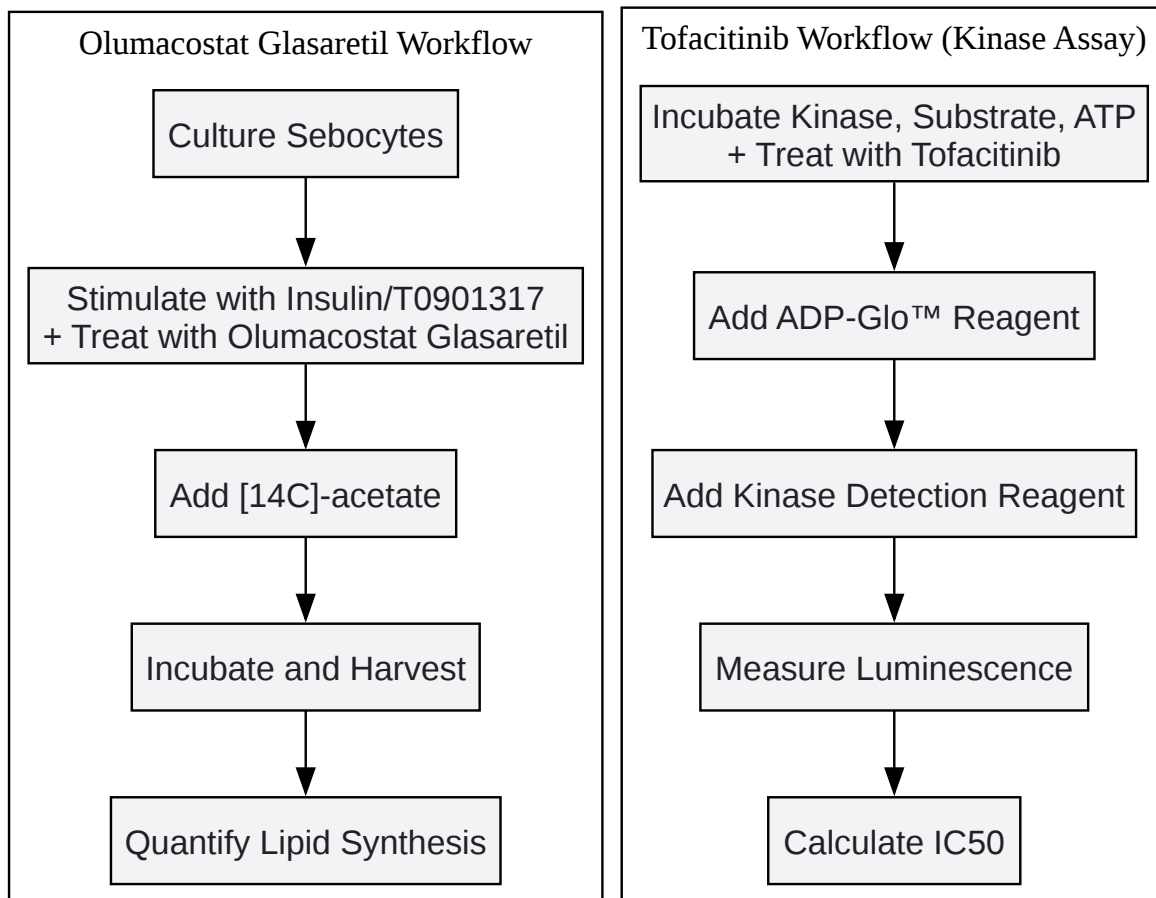 Olumacostat Glasaretil Workflow
Culture Sebocytes
Stimulate with Insulin/T0901317
+ Treat with Olumacostat Glasaretil
Add [14C]-acetate
Incubate and Harvest
Quantify Lipid Synthesis
Tofacitinib Workflow (Kinase Assay)
Incubate Kinase, Substrate, ATP
+ Treat with Tofacitinib
Add ADP-Glo™ Reagent
Add Kinase Detection Reagent
Measure Luminescence
Calculate IC50